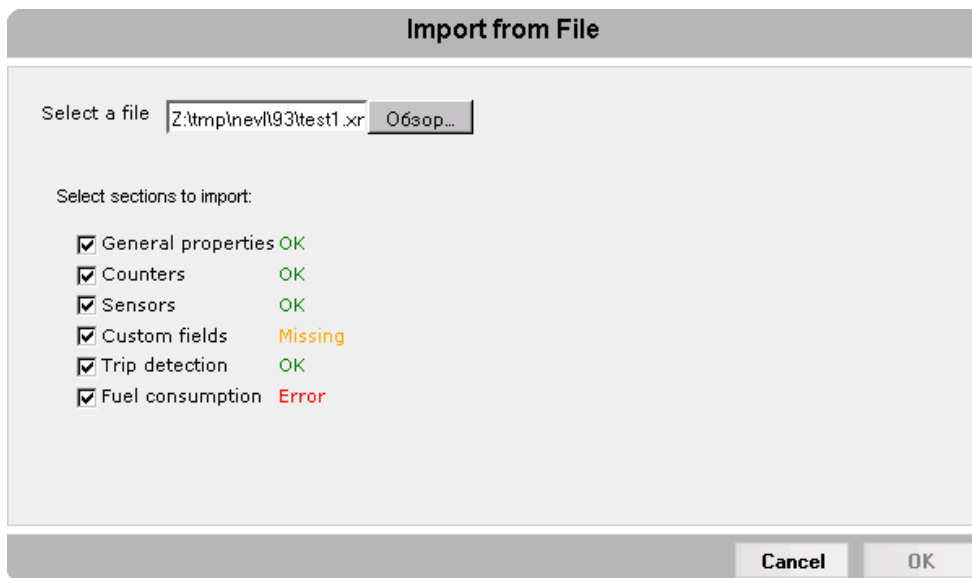 Import from File
Select a file Z:\tmp\nevl\93\test1.xr Обзор...
Select sections to import:
General properties OK
Counters OK
Sensors OK
Custom fields Missing
Trip detection OK
Fuel consumption Error
Cancel OK